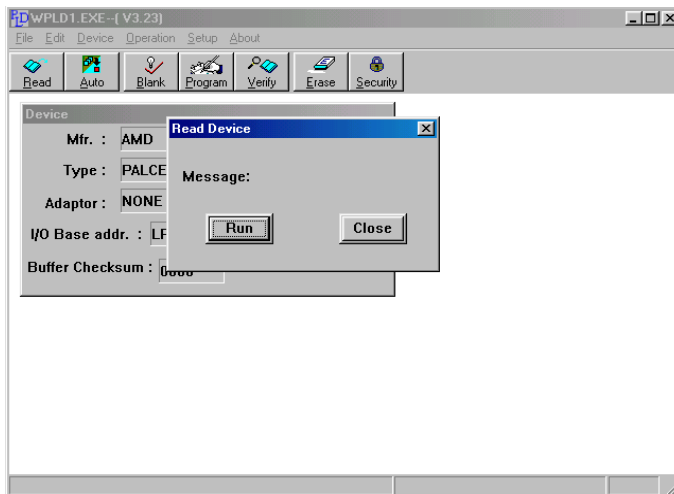 WPLD1.EXE--( V3.23)
File Edit Device Operation Setup About
Read Auto Blank Program Verify Erase Security
Device
Read Device
Mfr. : AMD
Type : PALCE
Message:
Adaptor : NONE
Run Close
I/O Base addr. :
Buffer Checksum : 0000